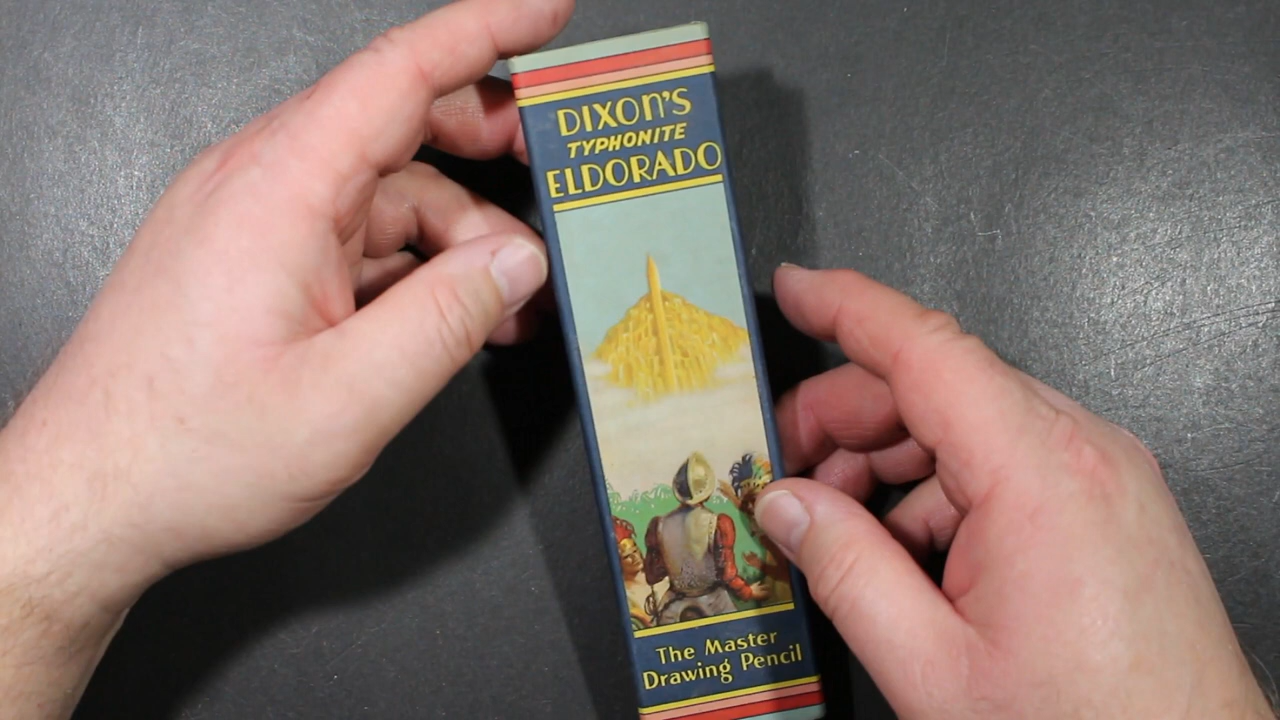 DIXON'S
TYPHONITE
ELDORADO
The Master
Drawing Pencil